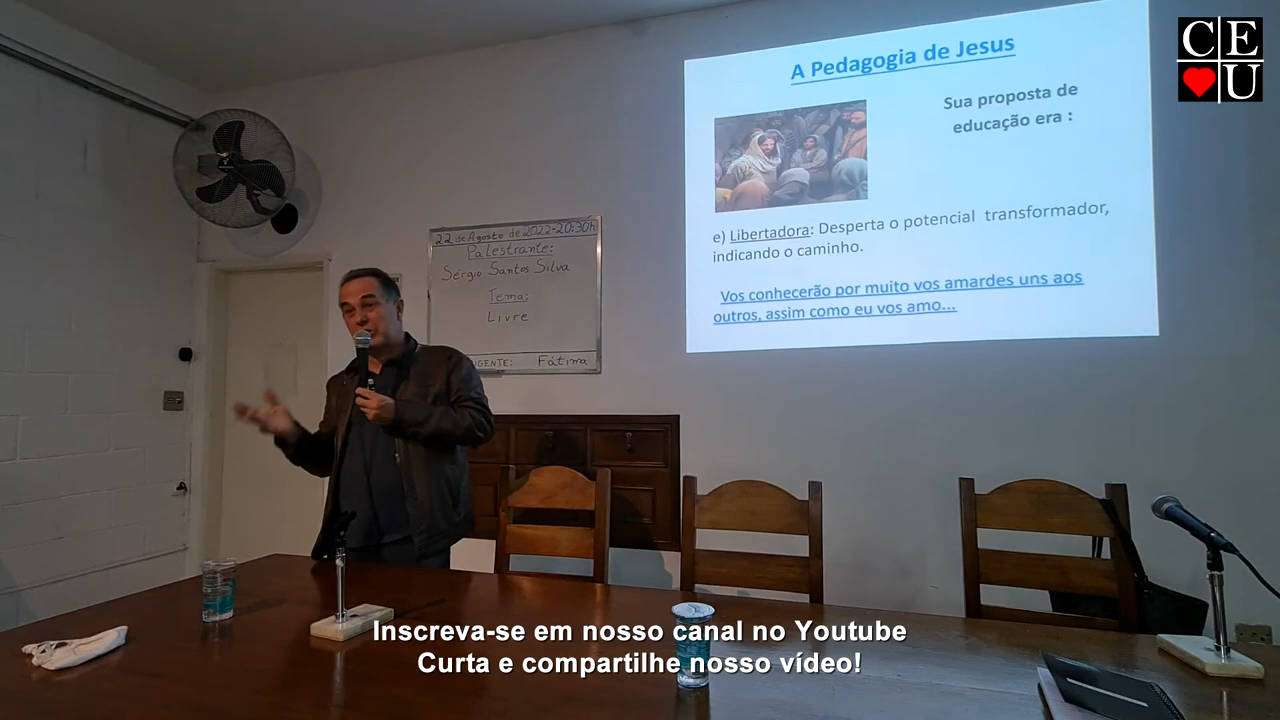 CE
U
A Pedagogia de Jesus
Sua proposta de
educação era :
e) Libertadora: Desperta o potencial transformador,
indicando o caminho.
Vos conhecerão por muito vos amardes uns aos
outros, assim como eu vos amo...
22 de Agosto de 2022-20:30h
Palestrante:
Sérgio Santos Silva
Tema:
Livre
IGENTE: Fátima
Inscreva-se em nosso canal no Youtube
Curta e compartilhe nosso vídeo!